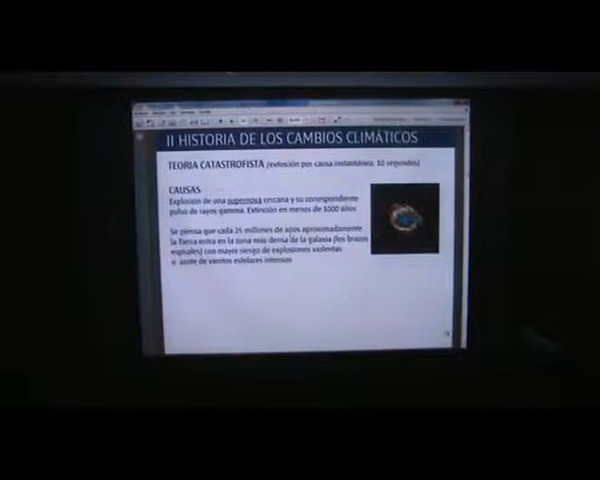 II HISTORIA DE LOS CAMBIOS CLIMÁTICOS
TEORIA CATASTROFISTA (extinción por causa instantánea. 10 segundos)
CAUSAS
Explosión de una supernova cercana y su correspondiente
pulso de rayos gamma. Extinción en menos de 1000 años
Se piensa que cada 25 millones de años aproximadamente
la Tierra entra en la zona más densa de la galaxia (los brazos
espirales) con mayor riesgo de explosiones violentas
o azote de vientos estelares intensos